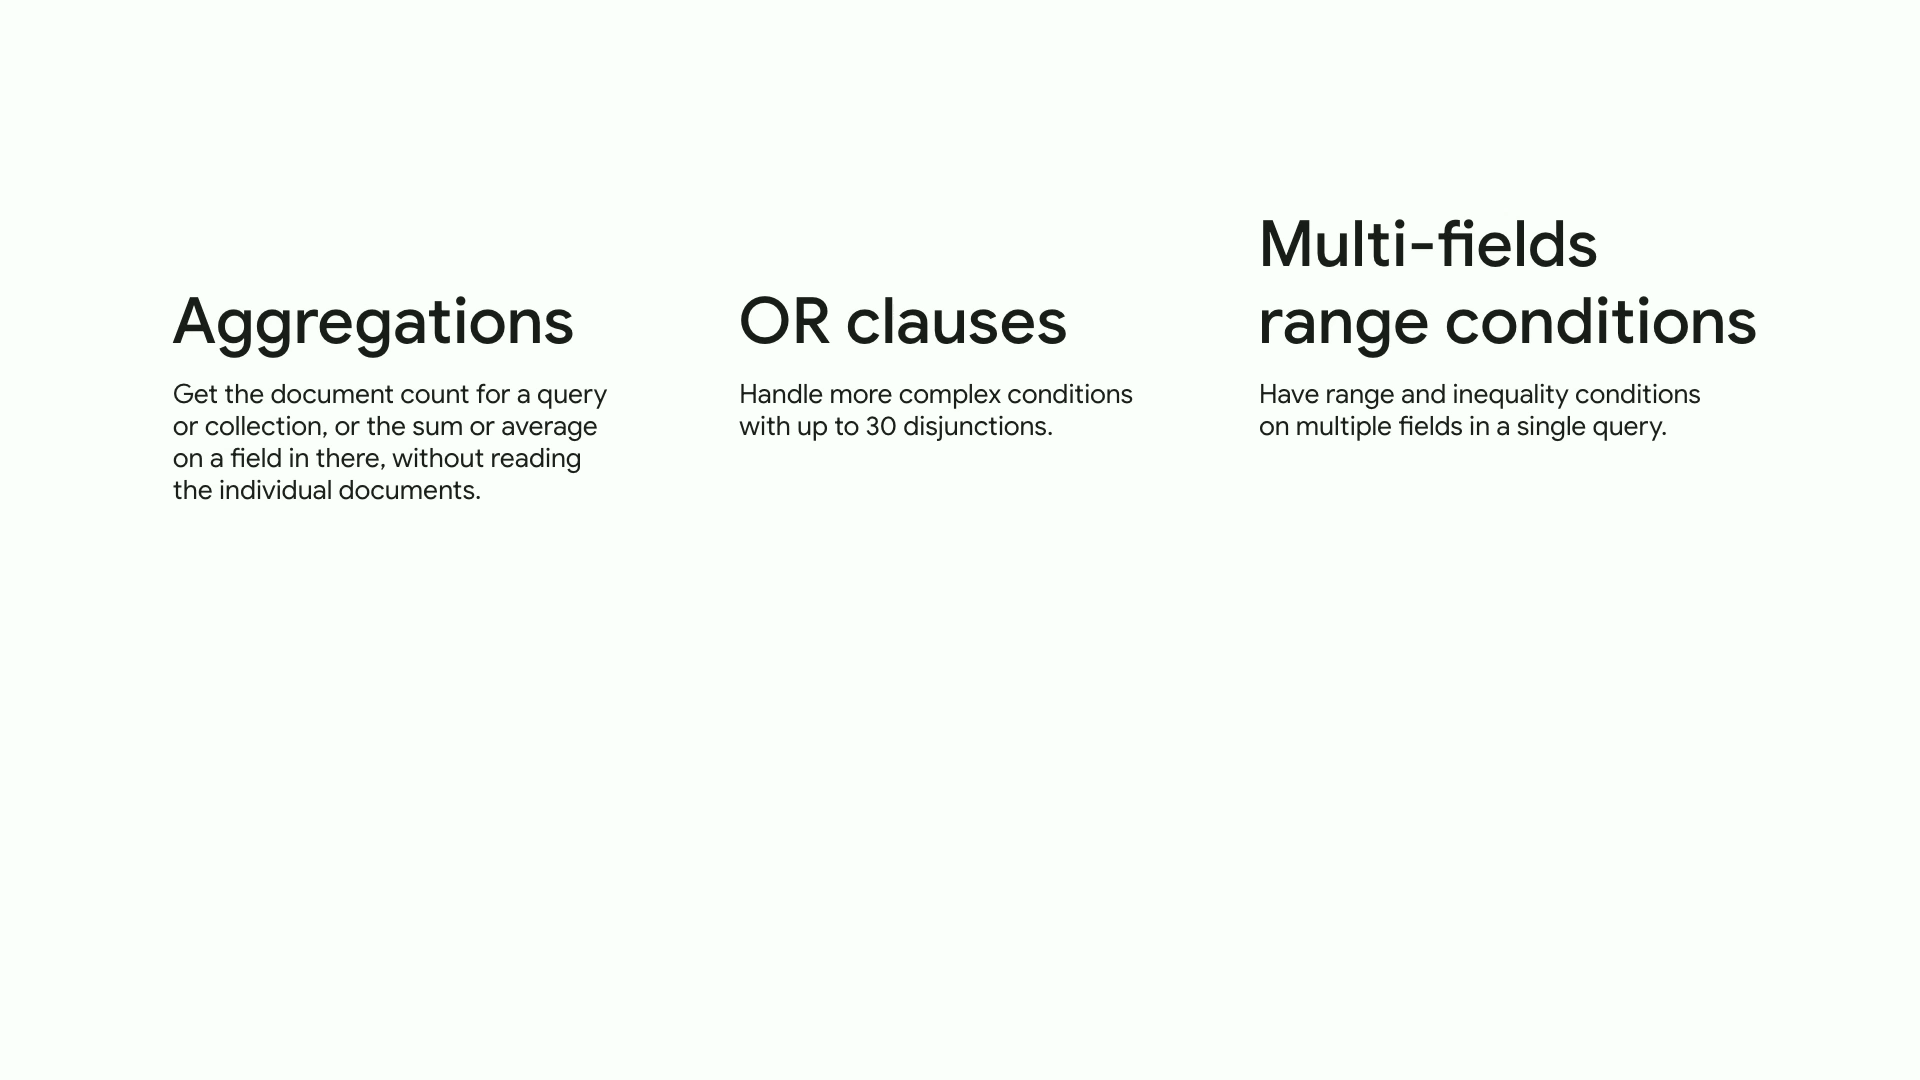 Aggregations
Get the document count for a query
or collection, or the sum or average
on a field in there, without reading
the individual documents.
OR clauses
Handle more complex conditions
with up to 30 disjunctions.
Multi-fields
range conditions
Have range and inequality conditions
on multiple fields in a single query.